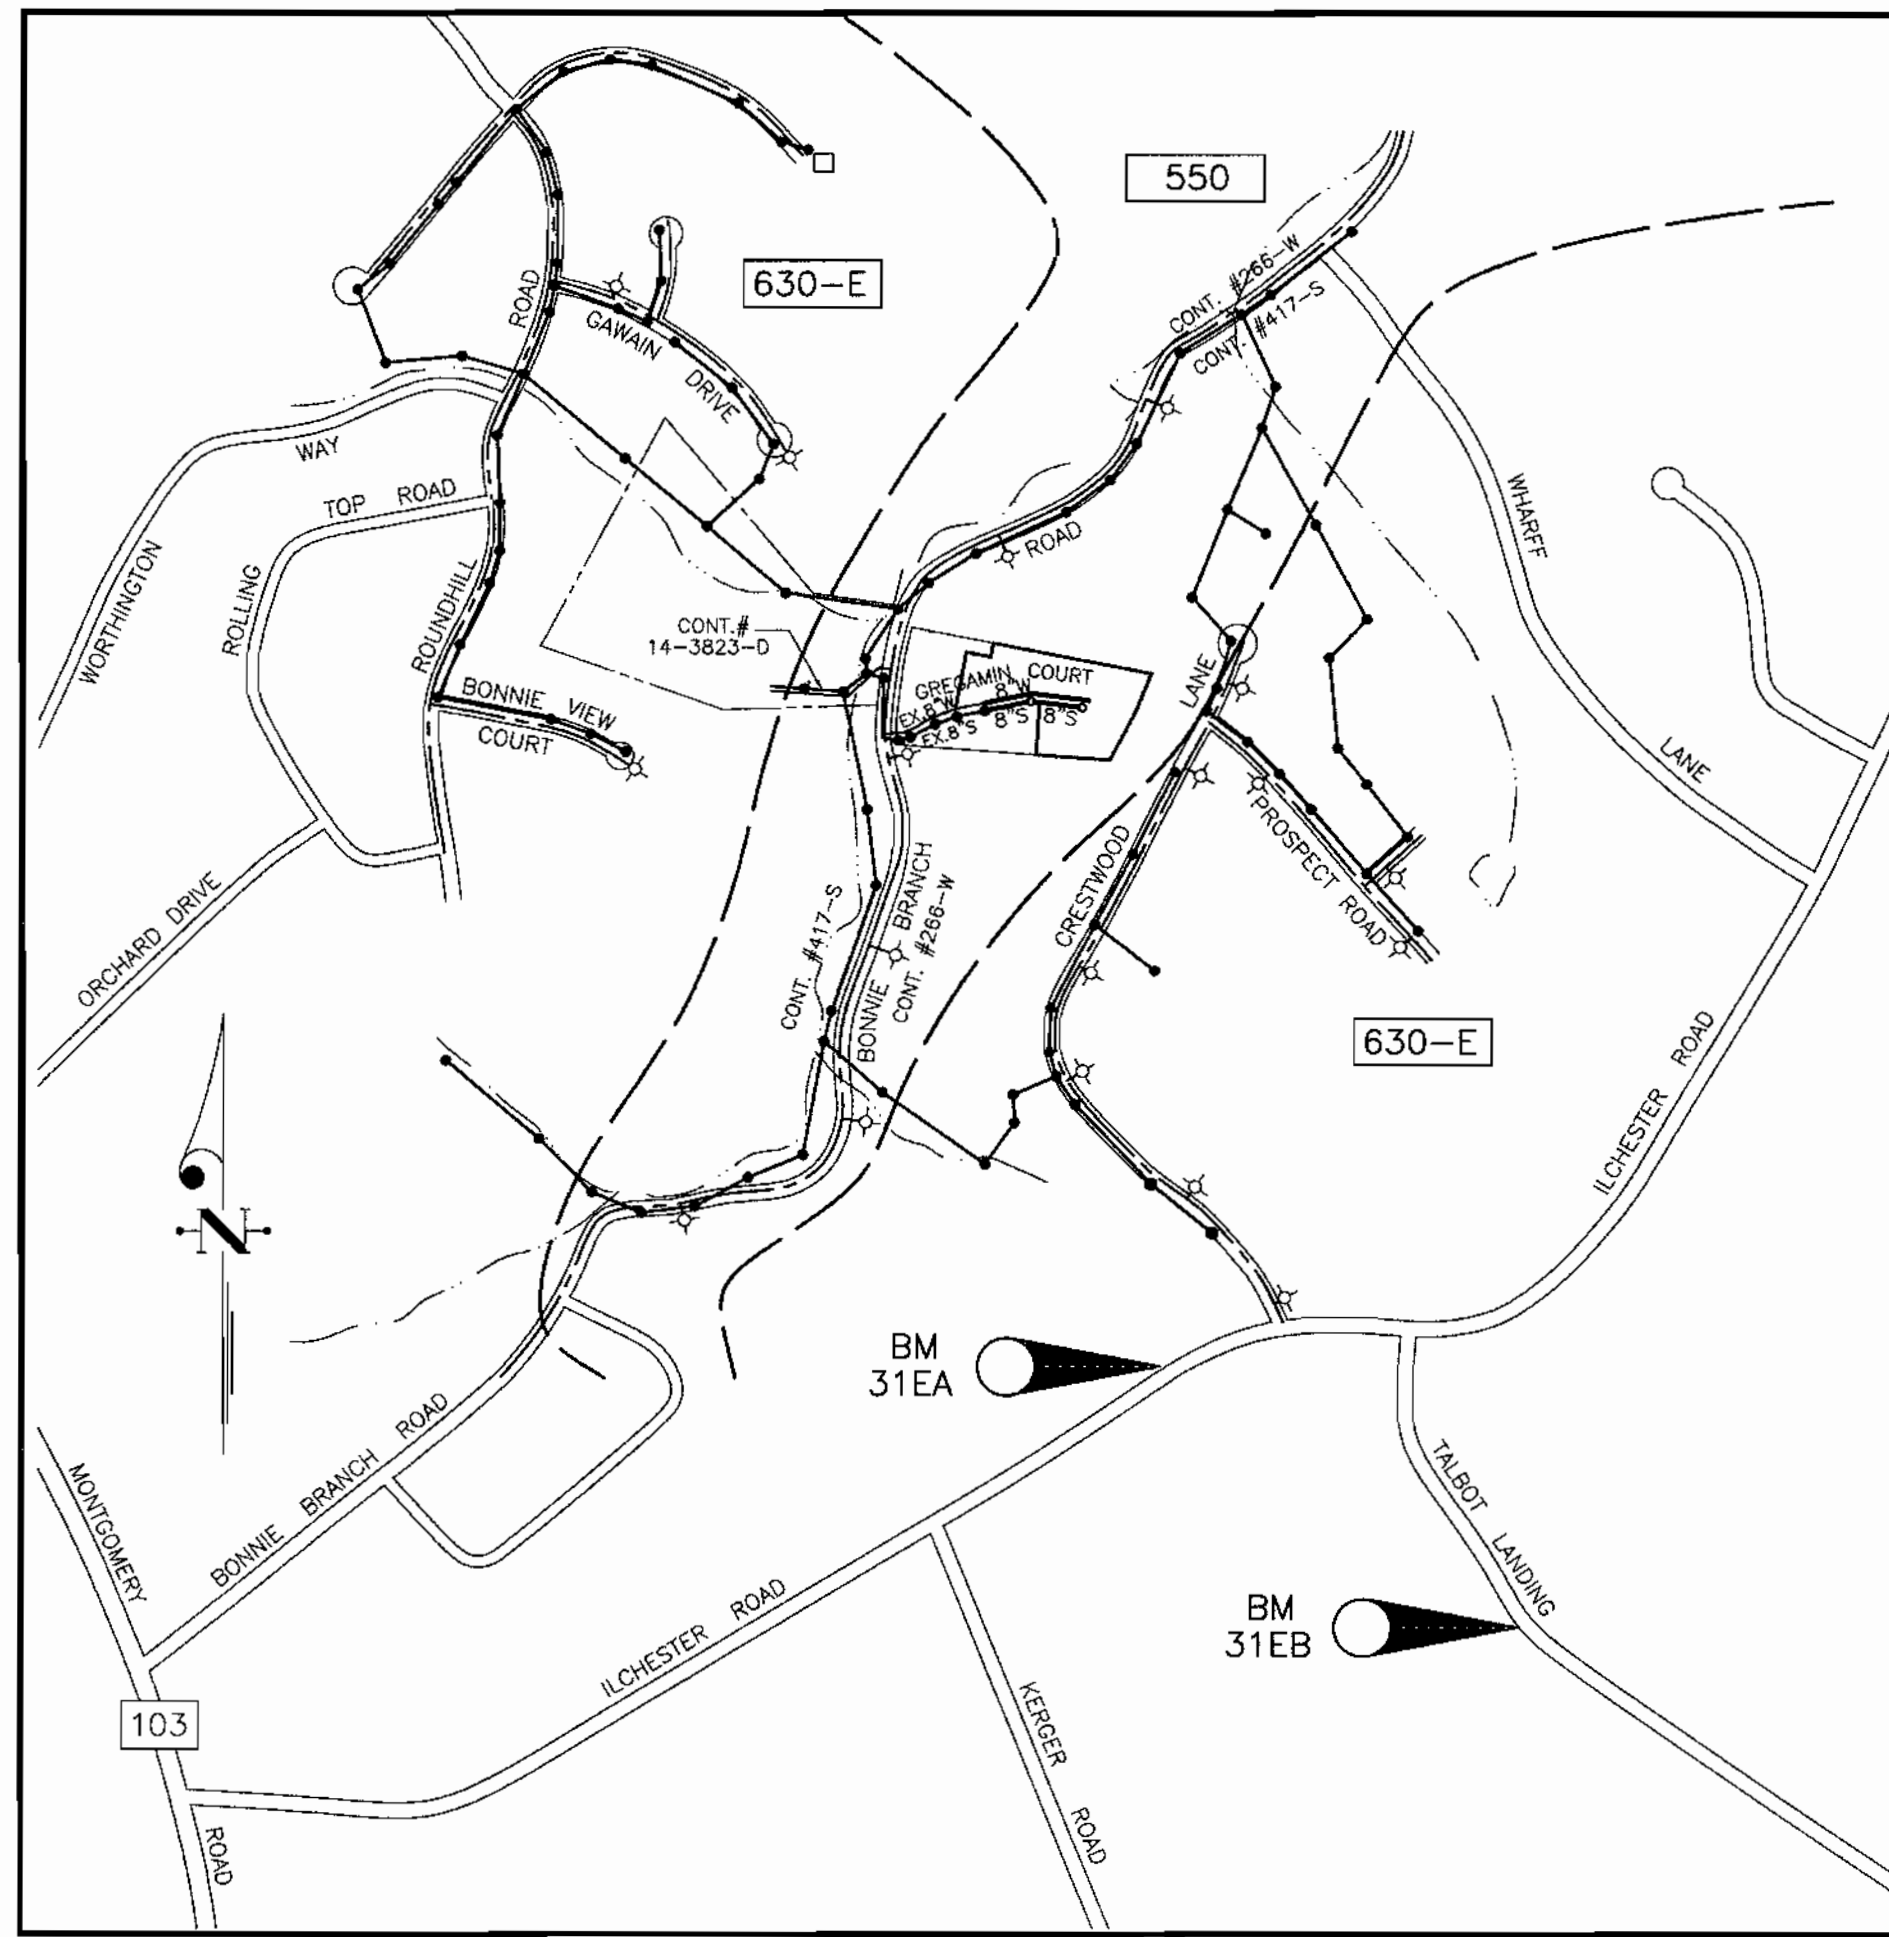 550
CONT. #266-W
CONT. #417-S
630-E
ROAD
GAWAIN DRIVE
WAY
TOP ROAD
WORTHINGTON
ROLLING
ROUNDHILL
ROAD
WHARFF
LANE
CONT.#
14-3823-D
GREGAMIN COURT
8"W
EX.8"W
8"S
8"S
EX.8"S
LANE
BONNIE VIEW
COURT
PROSPECT ROAD
CRESTWOOD
ORCHARD DRIVE
CONT. #417-S
BONNIE BRANCH
CONT. #266-W
630-E
ILCHESTER ROAD
N
BM
31EA
BONNIE BRANCH ROAD
MONTGOMERY
ROAD
TALBOT LANDING
BM
31EB
ILCHESTER ROAD
KERGER ROAD
103